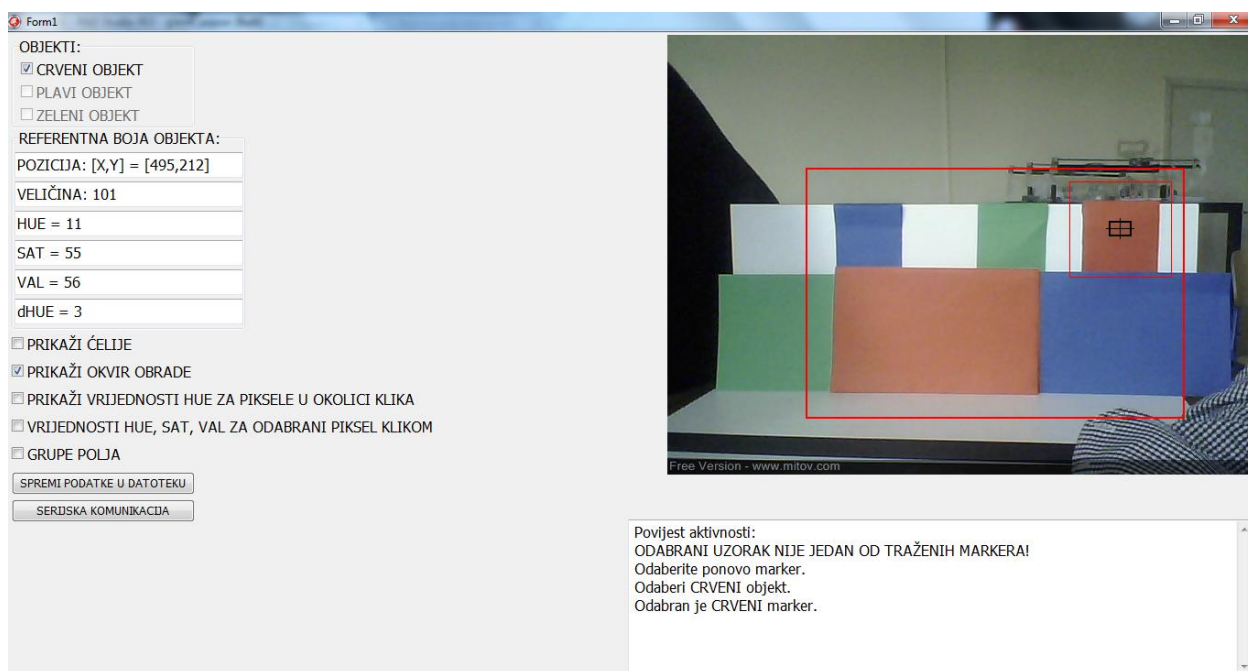 Form1
OBJEKTI:
CRVENI OBJEKT
PLAVI OBJEKT
ZELENI OBJEKT
REFERENTNA BOJA OBJEKTA:
POZICIJA: [X,Y] = [495,212]
VELIČINA: 101
HUE = 11
SAT = 55
VAL = 56
dHUE = 3
PRIKAŽI ĆELIJE
PRIKAŽI OKVIR OBRADE
PRIKAŽI VRIJEDNOSTI HUE ZA PIKSELE U OKOLICI KLIKA
VRIJEDNOSTI HUE, SAT, VAL ZA ODABRANI PIKSEL KLIKOM
GRUPE POLJA
SPREMI PODATKE U DATOTEKU
SERIJSKA KOMUNIKACIJA
Free Version - www.mitov.com
Povijest aktivnosti:
ODABRANI UZORAK NIJE JEDAN OD TRAŽENIH MARKERA!
Odaberite ponovo marker.
Odaberi CRVENI objekt.
Odabran je CRVENI marker.